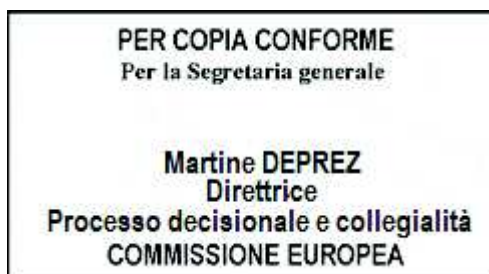 PER COPIA CONFORME
Per la Segretaria generale
Martine DEPREZ
Direttrice
Processo decisionale e collegialità
COMMISSIONE EUROPEA